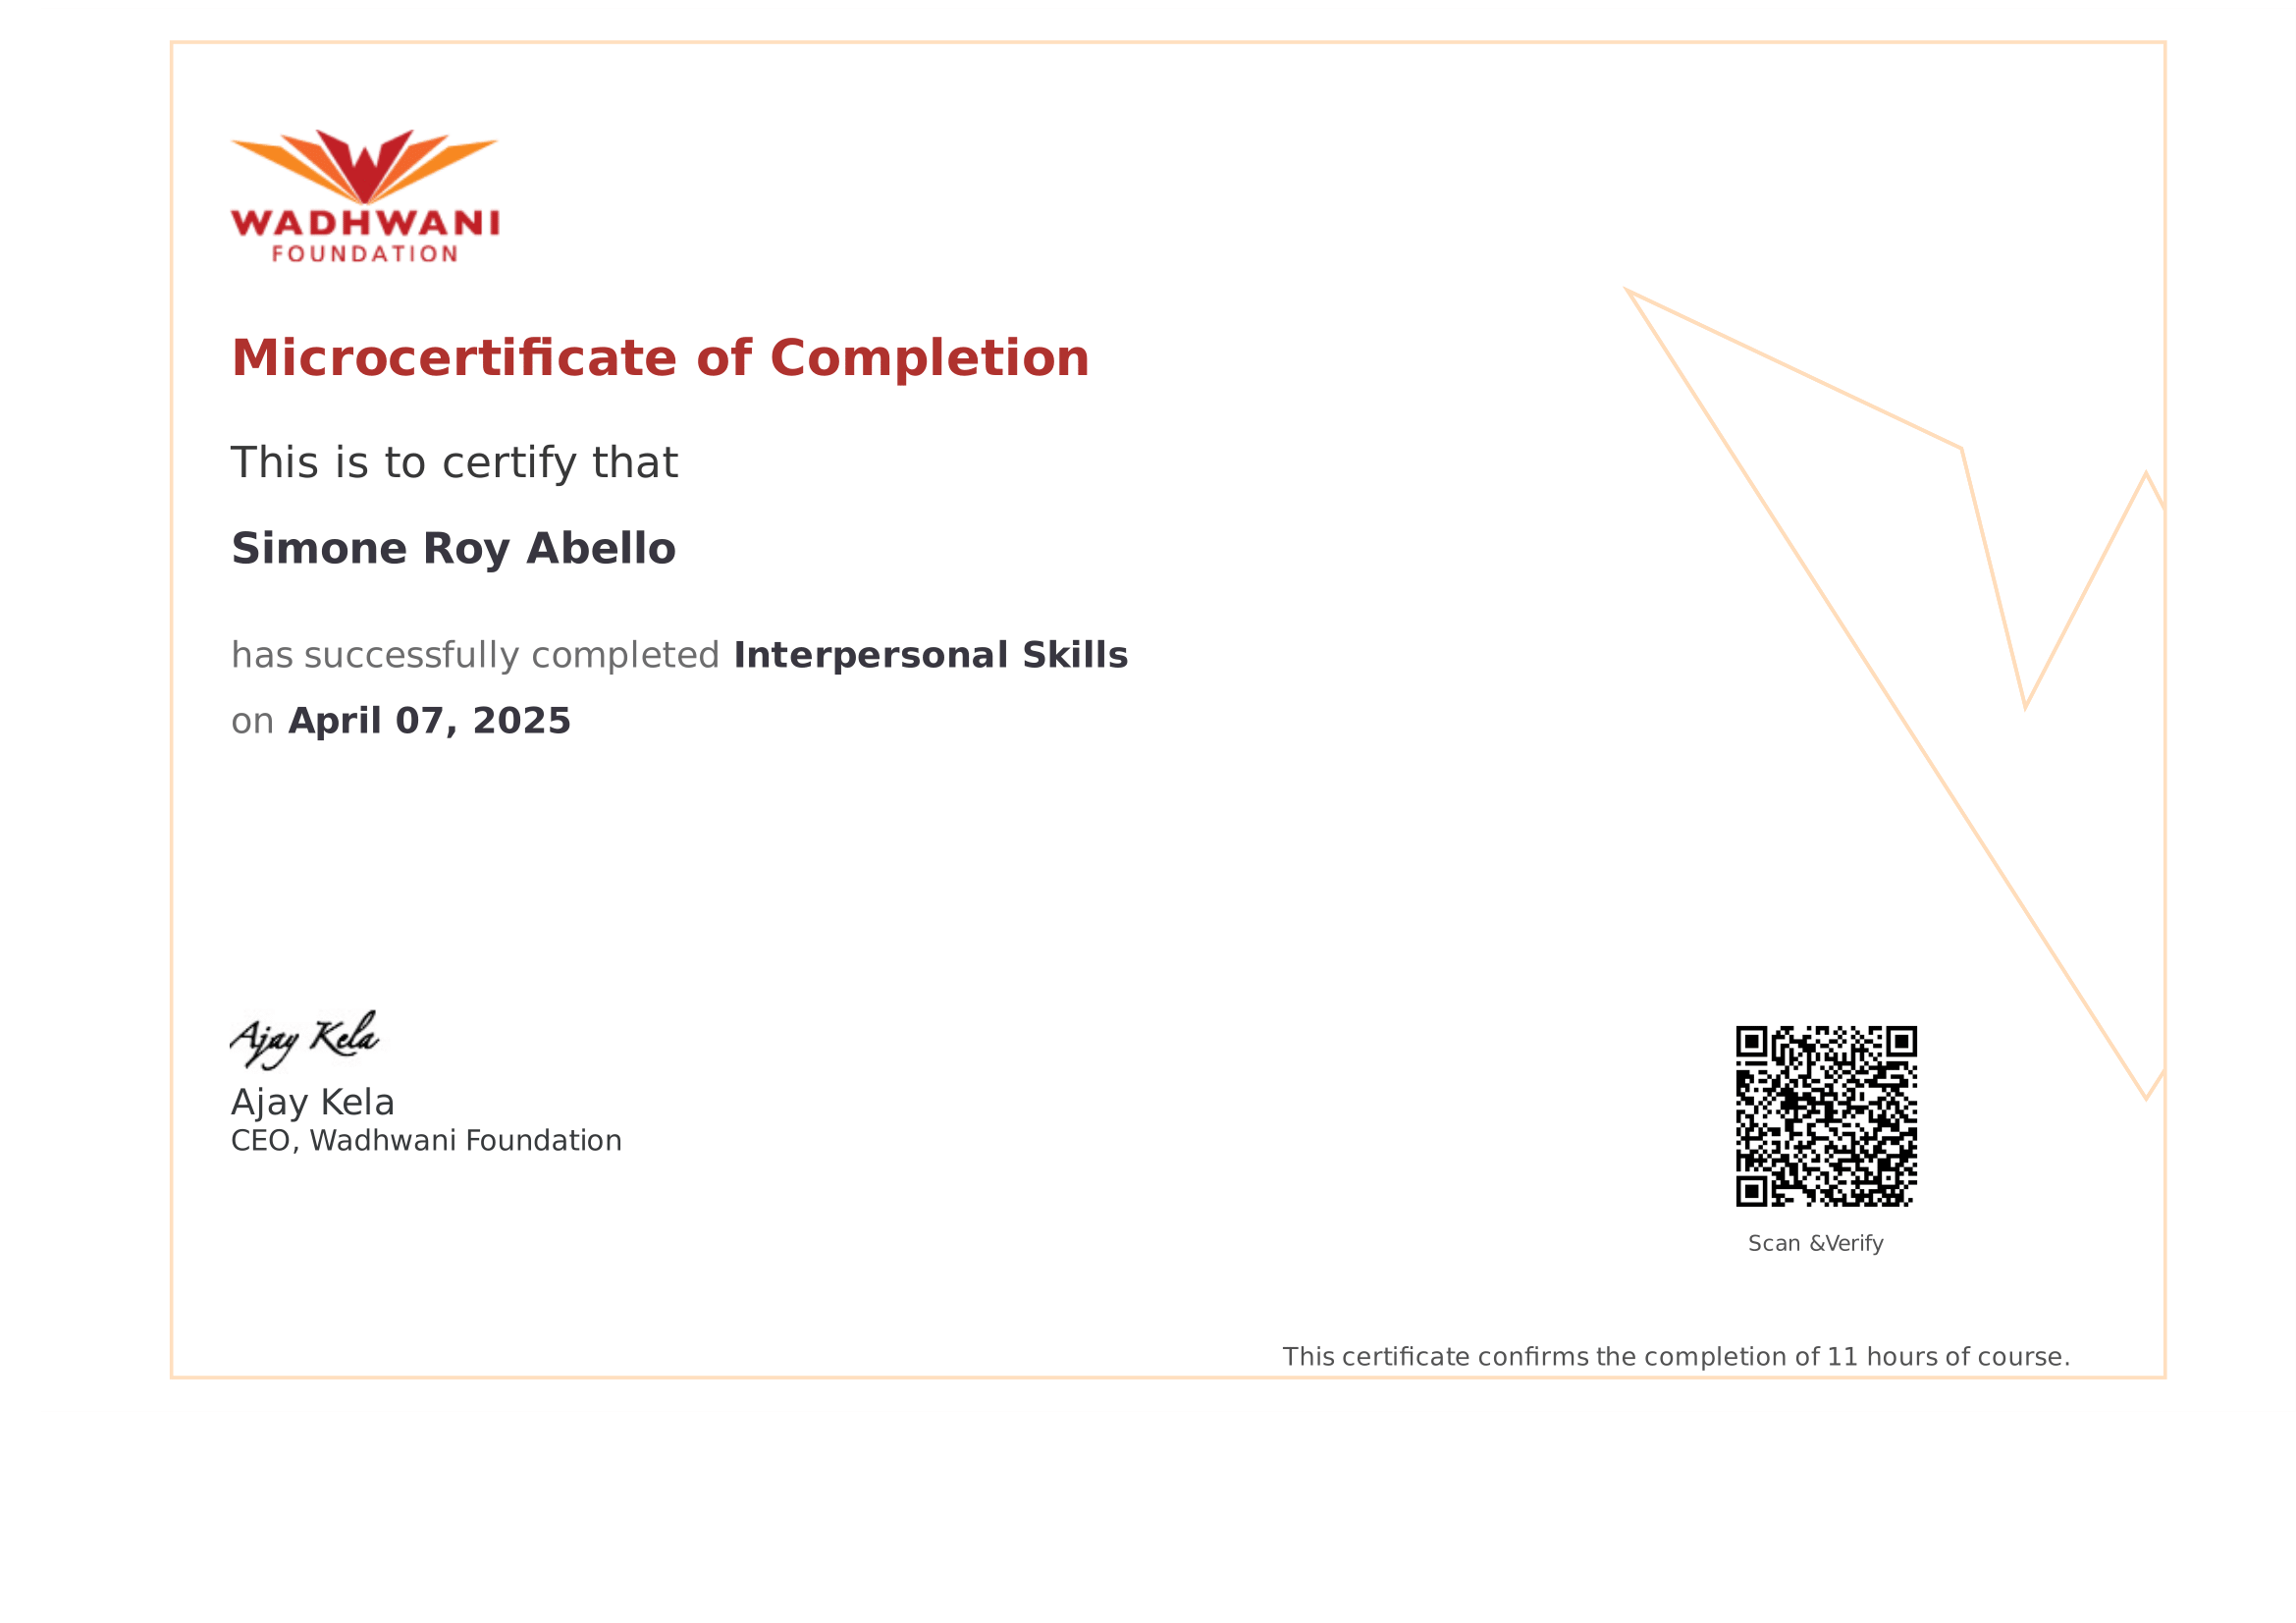 WADHWANI
FOUNDATION
Microcertificate of Completion
This is to certify that
Simone Roy Abello
has successfully completed Interpersonal Skills
on April 07, 2025
Ajay Kela
Ajay Kela
CEO, Wadhwani Foundation
Scan &Verify
This certificate confirms the completion of 11 hours of course.